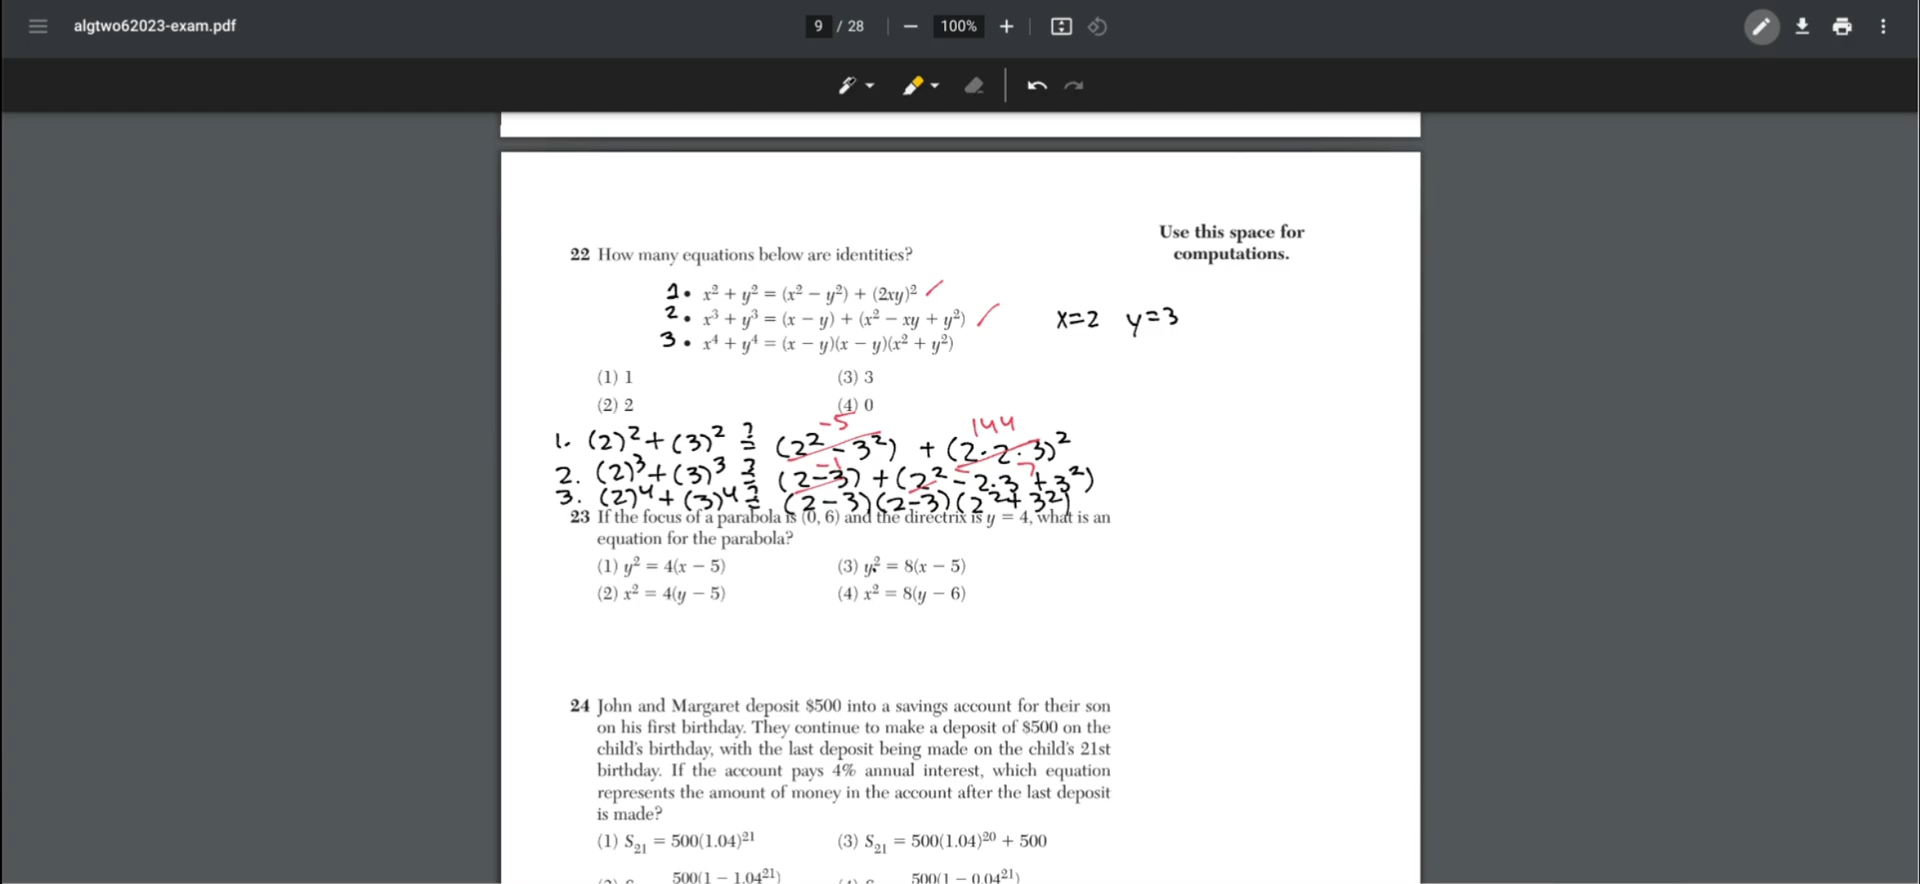 algtwo62023-exam.pdf
9 / 28
100%
Use this space for
computations.
22 How many equations below are identities?
1. • x² + y² = (x² − y²) + (2xy)²
2. • x³ + y³ = (x − y) + (x² − xy + y²)
3 • x⁴ + y⁴ = (x − y)(x − y)(x² + y²)
x=2 y=3
(1) 1 (3) 3
(2) 2 (4) 0
-5 144
1. (2)² + (3)² ≟ (2² - 3²) + (2·2·3)²
-1 7
2. (2)³ + (3)³ ≟ (2-3) + (2² - 2·3 + 3²)
3. (2)⁴ + (3)⁴ ≟ (2-3)(2-3)(2² + 3²)
23 If the focus of a parabola is (0, 6) and the directrix is y = 4, what is an
equation for the parabola?
(1) y² = 4(x − 5) (3) y² = 8(x − 5)
(2) x² = 4(y − 5) (4) x² = 8(y − 6)
24 John and Margaret deposit $500 into a savings account for their son
on his first birthday. They continue to make a deposit of $500 on the
child's birthday, with the last deposit being made on the child's 21st
birthday. If the account pays 4% annual interest, which equation
represents the amount of money in the account after the last deposit
is made?
(1) S₂₁ = 500(1.04)²¹ (3) S₂₁ = 500(1.04)²⁰ + 500
500(1 − 1.04²¹) 500(1 − 0.04²¹)